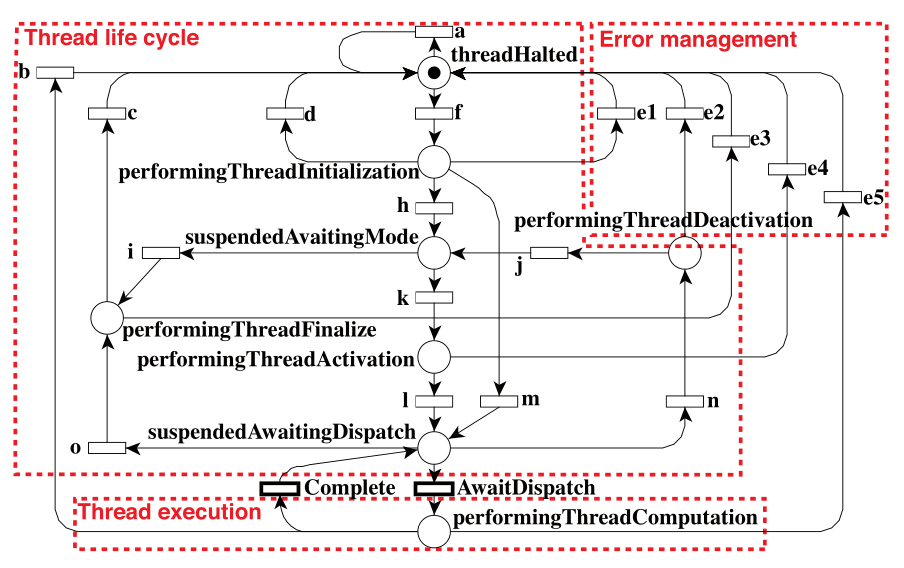 Thread life cycle
a
Error management
threadHalted
b
c
d
f
e1
e2
e3
performingThreadInitialization
e4
h
e5
performingThreadDeactivation
suspendedAvaitingMode
i
j
k
performingThreadFinalize
performingThreadActivation
l
m
n
suspendedAwaitingDispatch
o
Complete
AwaitDispatch
Thread execution
performingThreadComputation